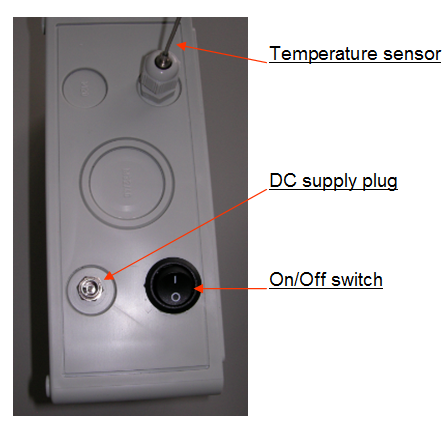 Temperature sensor
DC supply plug
On/Off switch
I
O